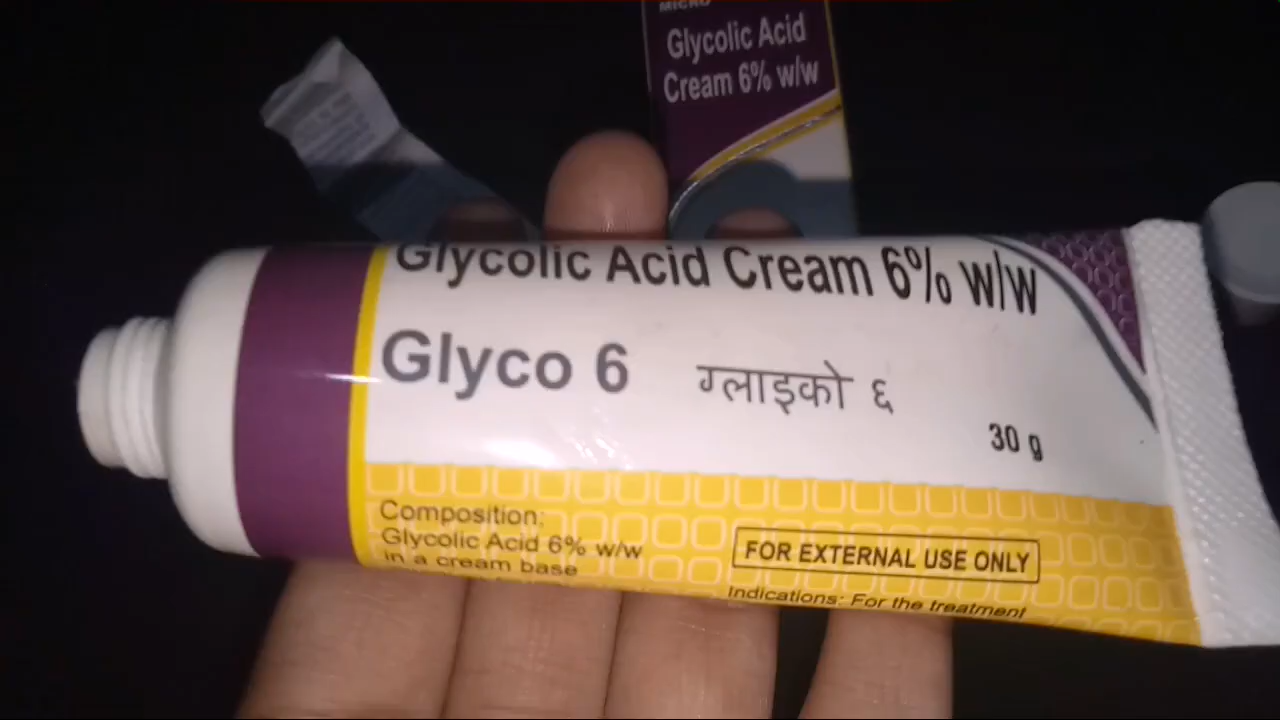 MICRO
Glycolic Acid
Cream 6% w/w
Glycolic Acid Cream 6% w/w
Glyco 6 ग्लाइको ६
30 g
Composition:
Glycolic Acid 6% w/w
in a cream base
FOR EXTERNAL USE ONLY
Indications: For the treatment